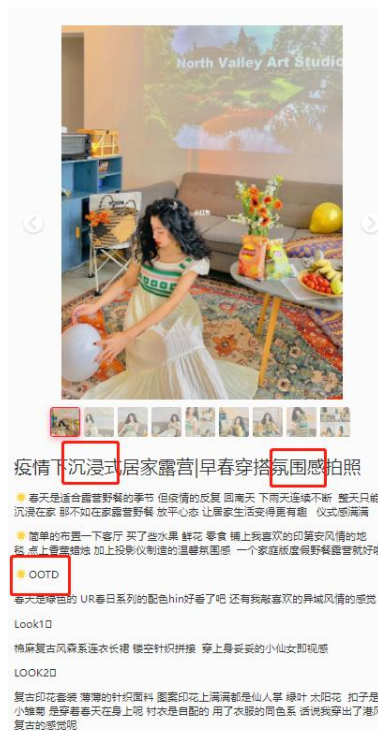 North Valley Art Studio
疫情下沉浸式居家露营|早春穿搭氛围感拍照
春天是适合露营野餐的季节 但疫情的反复 回南天 下雨天连续不断 整天只能
沉浸在家 那不如在家露营野餐 放平心态 让居家生活变得更有趣 仪式感满满
简单的布置一下客厅 买了些水果 鲜花 零食 铺上我喜欢的印第安风情的地
毯 点上香薰蜡烛 加上投影仪制造的温馨氛围感 一个家庭版度假野餐露营就好啦
OOTD
春天是绿色的 UR春日系列的配色hin好看了吧 还有我敲喜欢的异域风情的感觉
Look1
棉麻复古风森系连衣长裙 镂空针织拼接 穿上身妥妥的小仙女即视感
LOOK2
复古印花套装 薄薄的针织面料 图案印花上满满都是仙人掌 绿叶 太阳花 扣子是
小雏菊 是穿着春天在身上呢 衬衣是自配的 用了衣服的同色系 话说我穿出了港风
复古的感觉呢